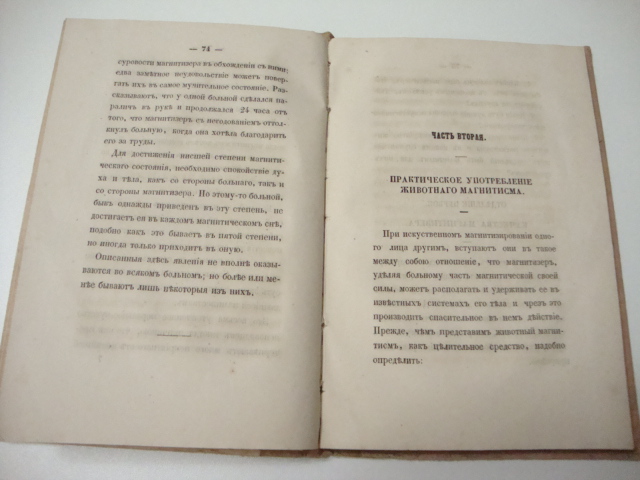 — 74 —
суровости магнитизера въ обхожденіи съ ними;
едва замѣтное неудовольствіе можетъ повер-
гать ихъ въ самое мучительное состояніе. Раз-
сказываютъ, что у одной больной сдѣлался па-
раличъ въ рукѣ и продолжался 24 часа отъ
того, что магнитизеръ съ негодованіемъ оттол-
кнулъ больную, когда она хотѣла благодарить
его за труды.
Для достиженія высшей степени магнити-
ческаго состоянія, необходимо спокойствіе ду-
ха и тѣла, какъ со стороны больнаго, такъ и
со стороны магнитизера. По этому-то больной,
бывъ однажды приведенъ въ эту степень, не
достигаетъ ея въ каждомъ магнитическомъ снѣ,
подобно какъ это бываетъ въ пятой степени,
но иногда только приходитъ въ оную.
Описанныя здѣсь явленія не вполнѣ оказы-
ваются во всякомъ больномъ; но болѣе или ме-
нѣе бываютъ лишь нѣкоторыя изъ нихъ.
ЧАСТЬ ВТОРАЯ.
ПРАКТИЧЕСКОЕ УПОТРЕБЛЕНІЕ
ЖИВОТНАГО МАГНИТИСМА.
При искуственномъ магнитизированіи одно-
го лица другимъ, вступаютъ они въ такое
между собою отношеніе, что магнитизеръ,
удѣляя больному часть магнитической своей
силы, можетъ располагать и удерживать ее въ
извѣстныхъ системахъ его тѣла и чрезъ это
производить спасительное въ немъ дѣйствіе.
Прежде, чѣмъ представимъ животный магни-
тисмъ, какъ цѣлительное средство, надобно
опредѣлить: